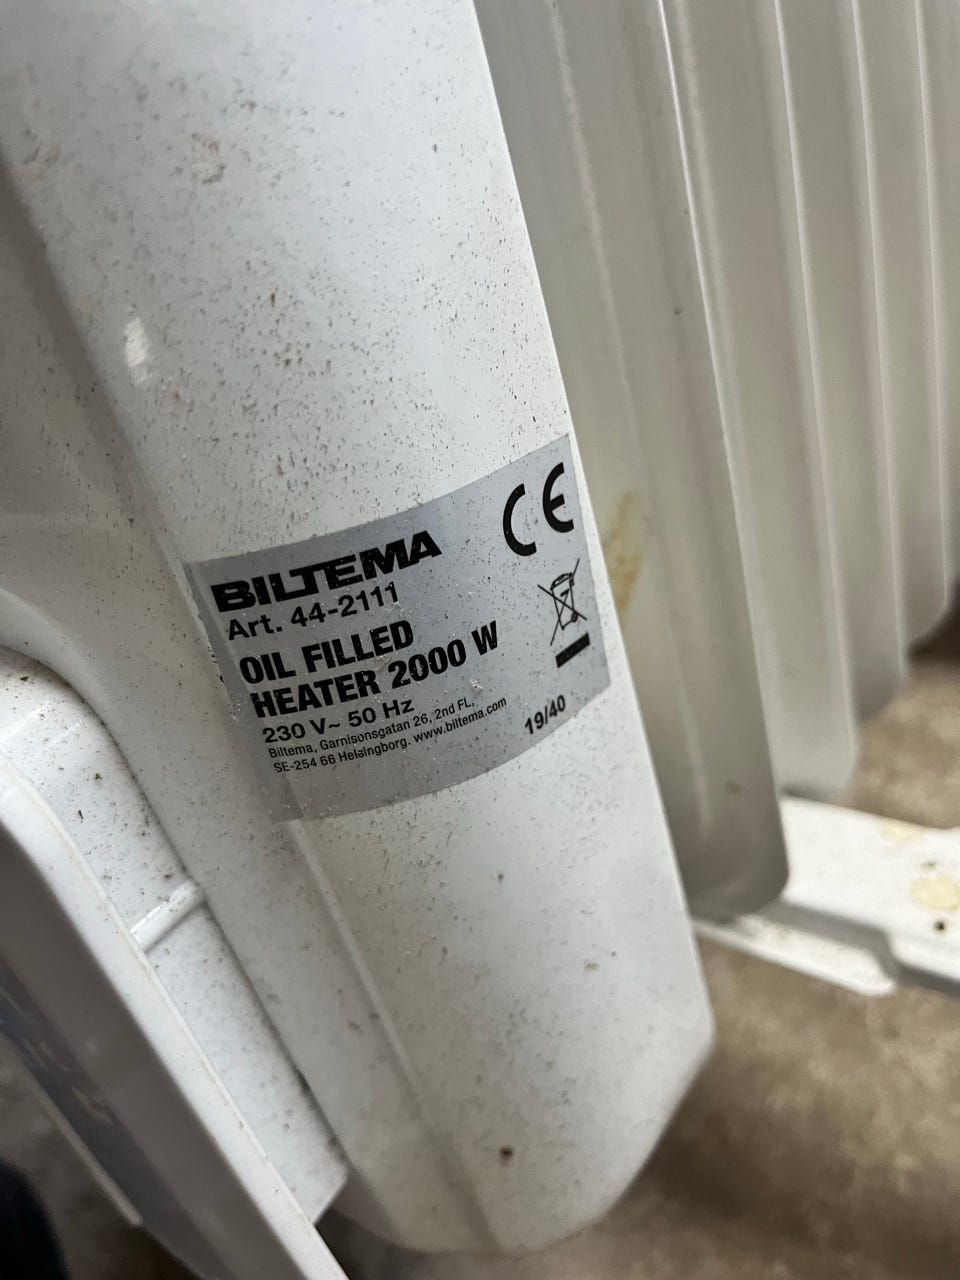 BILTEMA
Art. 44-2111
OIL FILLED
HEATER 2000 W
230 V~ 50 Hz
Biltema, Garnisonsgatan 26, 2nd FL,
SE-254 66 Helsingborg. www.biltema.com
19/40
CE